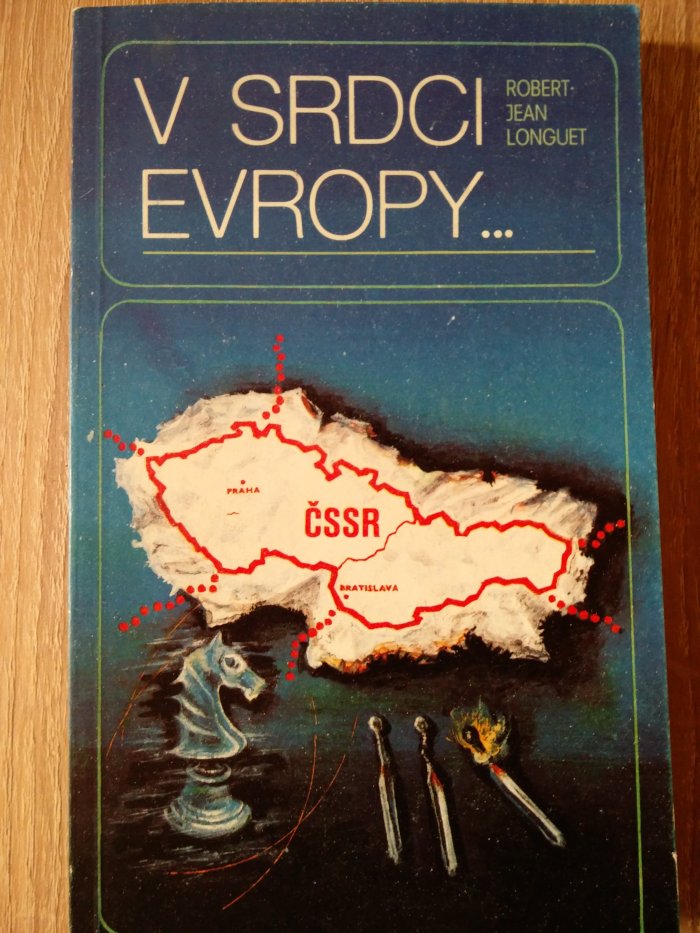 V SRDCI
EVROPY...
ROBERT-
JEAN
LONGUET
PRAHA
ČSSR
BRATISLAVA